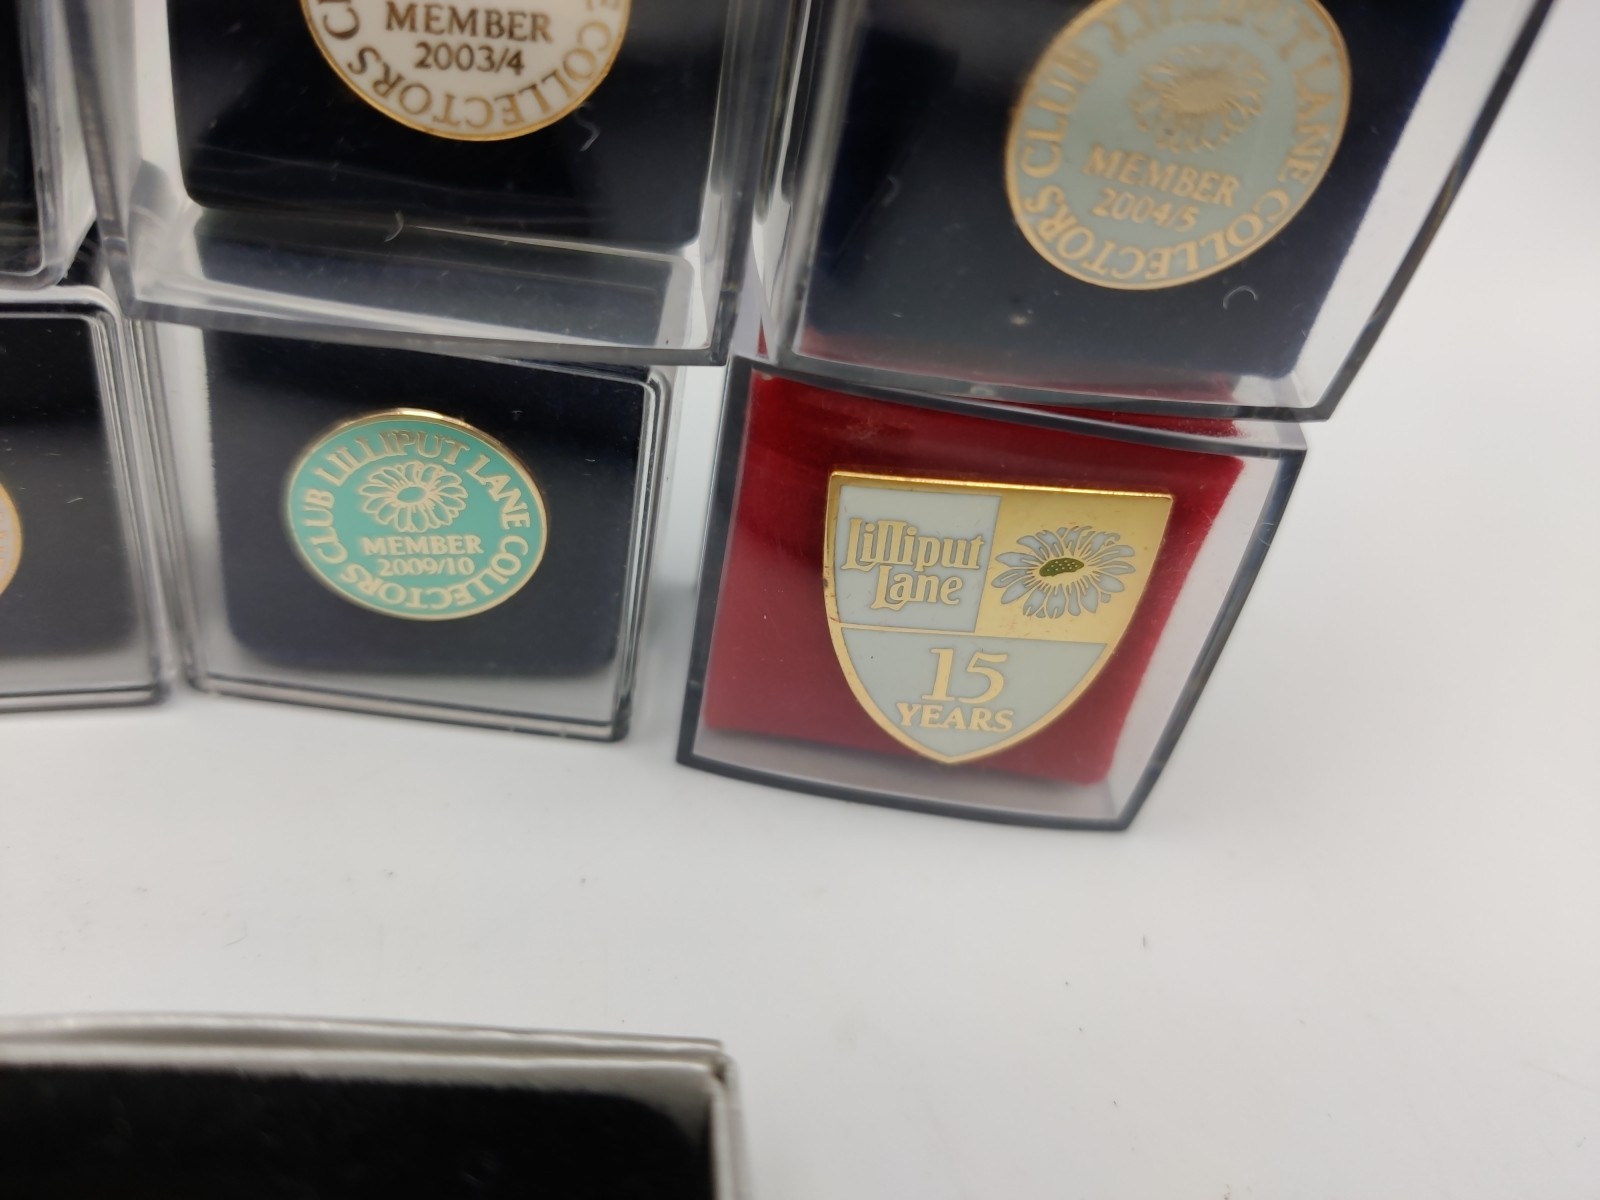 MEMBER
2003/4
COLLECTORS
CLUB LILLIPUT LANE COLLECTORS
MEMBER
2004/5
CLUB LILLIPUT LANE COLLECTORS
MEMBER
2009/10
Lilliput
Lane
15
YEARS